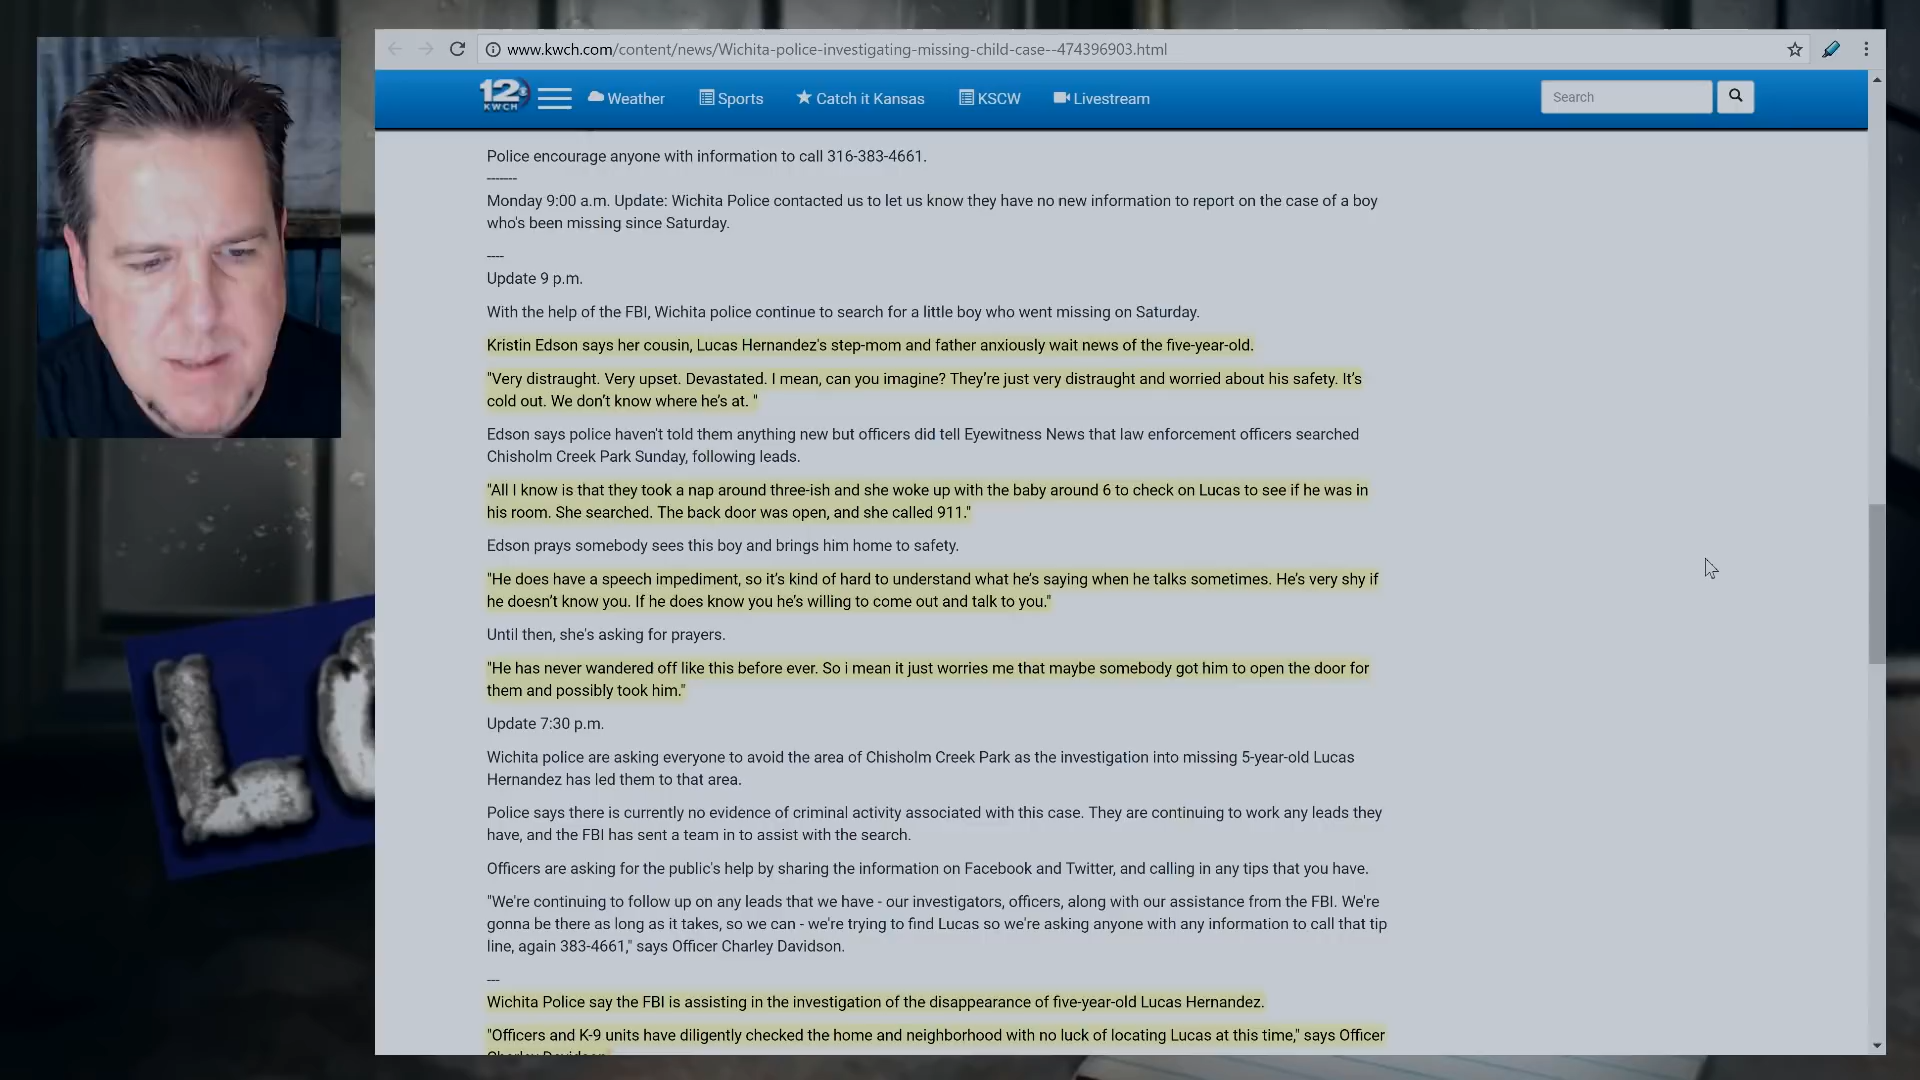 www.kwch.com/content/news/Wichita-police-investigating-missing-child-case--474396903.html
12 KWCH Weather Sports Catch it Kansas KSCW Livestream Search
Police encourage anyone with information to call 316-383-4661.
-------
Monday 9:00 a.m. Update: Wichita Police contacted us to let us know they have no new information to report on the case of a boy
who's been missing since Saturday.
----
Update 9 p.m.
With the help of the FBI, Wichita police continue to search for a little boy who went missing on Saturday.
Kristin Edson says her cousin, Lucas Hernandez's step-mom and father anxiously wait news of the five-year-old.
"Very distraught. Very upset. Devastated. I mean, can you imagine? They’re just very distraught and worried about his safety. It’s
cold out. We don’t know where he’s at. "
Edson says police haven't told them anything new but officers did tell Eyewitness News that law enforcement officers searched
Chisholm Creek Park Sunday, following leads.
"All I know is that they took a nap around three-ish and she woke up with the baby around 6 to check on Lucas to see if he was in
his room. She searched. The back door was open, and she called 911."
Edson prays somebody sees this boy and brings him home to safety.
"He does have a speech impediment, so it’s kind of hard to understand what he’s saying when he talks sometimes. He’s very shy if
he doesn’t know you. If he does know you he’s willing to come out and talk to you."
Until then, she's asking for prayers.
"He has never wandered off like this before ever. So i mean it just worries me that maybe somebody got him to open the door for
them and possibly took him."
Update 7:30 p.m.
Wichita police are asking everyone to avoid the area of Chisholm Creek Park as the investigation into missing 5-year-old Lucas
Hernandez has led them to that area.
Police says there is currently no evidence of criminal activity associated with this case. They are continuing to work any leads they
have, and the FBI has sent a team in to assist with the search.
Officers are asking for the public's help by sharing the information on Facebook and Twitter, and calling in any tips that you have.
"We're continuing to follow up on any leads that we have - our investigators, officers, along with our assistance from the FBI. We're
gonna be there as long as it takes, so we can - we're trying to find Lucas so we're asking anyone with any information to call that tip
line, again 383-4661," says Officer Charley Davidson.
---
Wichita Police say the FBI is assisting in the investigation of the disappearance of five-year-old Lucas Hernandez.
"Officers and K-9 units have diligently checked the home and neighborhood with no luck of locating Lucas at this time," says Officer
Charley Davidson